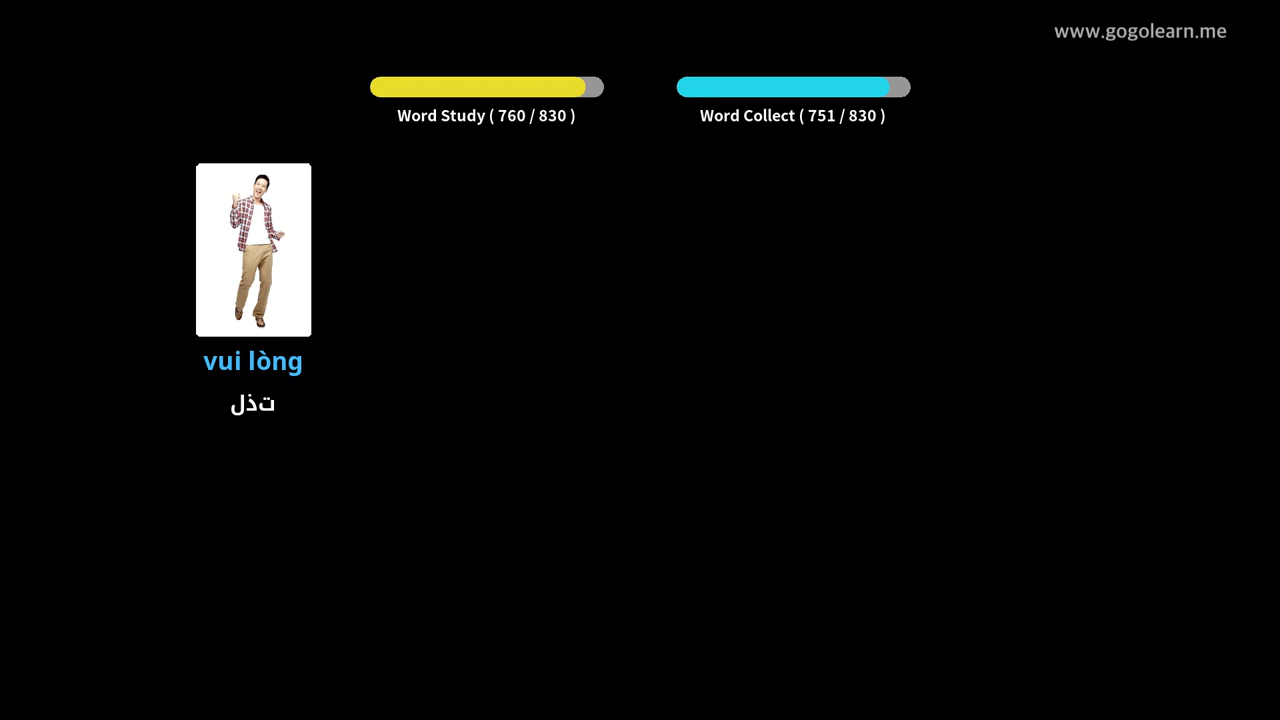 www.gogolearn.me
Word Study ( 760 / 830 )
Word Collect ( 751 / 830 )
vui lòng
تذل